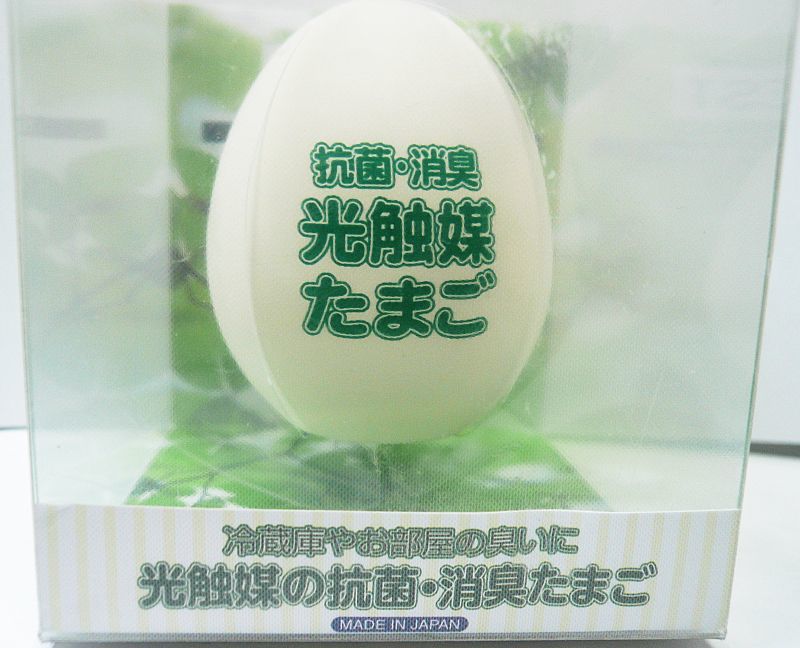 抗菌・消臭
光触媒
たまご
冷蔵庫やお部屋の臭いに
光触媒の抗菌・消臭たまご
MADE IN JAPAN